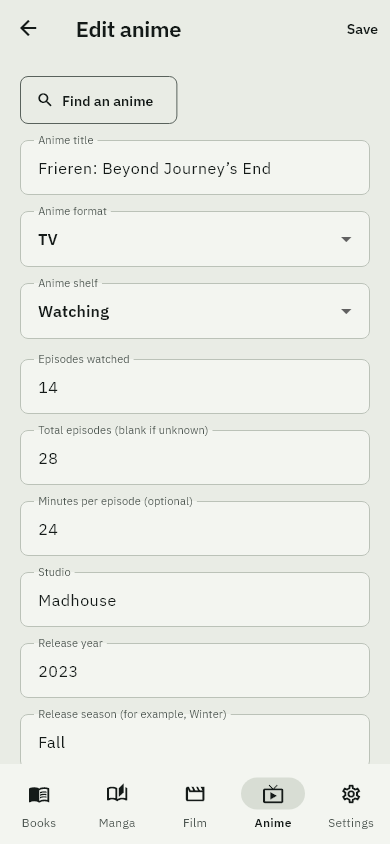 Edit anime
Save
Find an anime
Anime title
Frieren: Beyond Journey’s End
Anime format
TV
Anime shelf
Watching
Episodes watched
14
Total episodes (blank if unknown)
28
Minutes per episode (optional)
24
Studio
Madhouse
Release year
2023
Release season (for example, Winter)
Fall
Books
Manga
Film
Anime
Settings